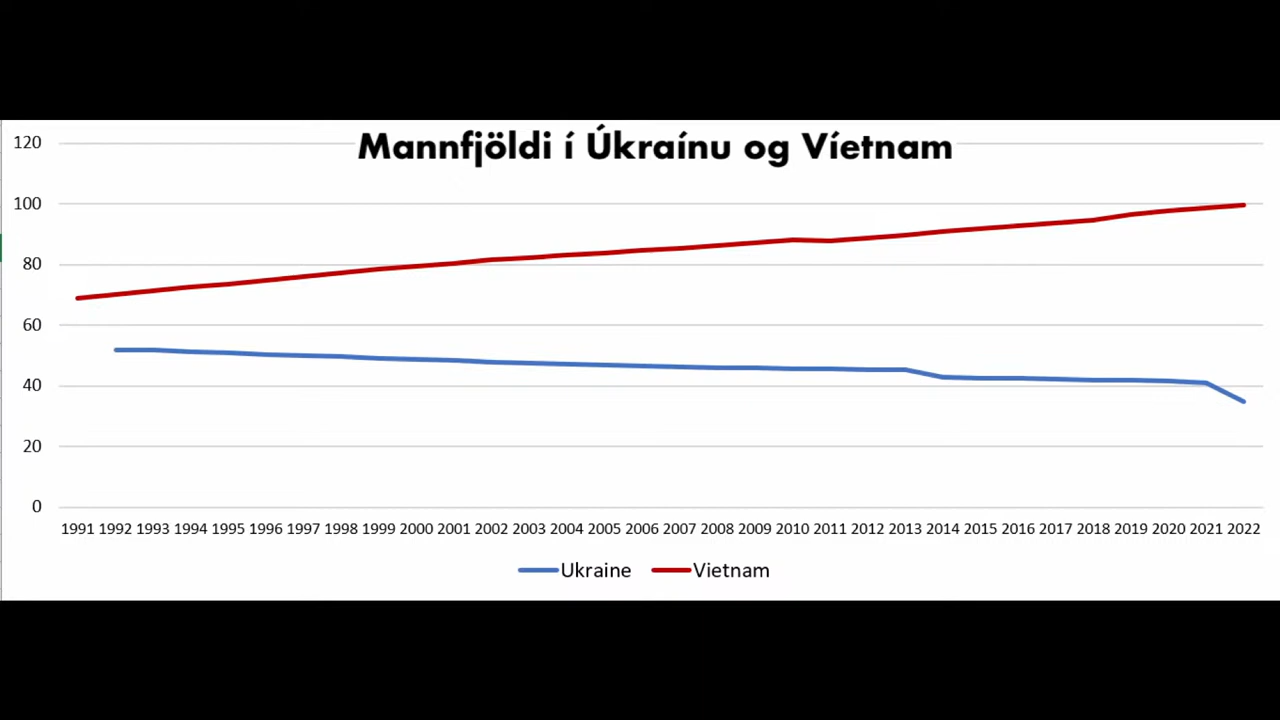 Mannfjöldi í Úkraínu og Víetnam
120
100
80
60
40
20
0
1991 1992 1993 1994 1995 1996 1997 1998 1999 2000 2001 2002 2003 2004 2005 2006 2007 2008 2009 2010 2011 2012 2013 2014 2015 2016 2017 2018 2019 2020 2021 2022
Ukraine Vietnam